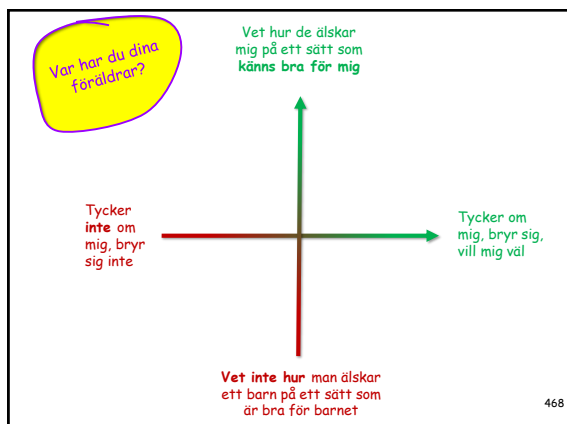 Var har du dina
föräldrar?
Vet hur de älskar
mig på ett sätt som
känns bra för mig
Tycker
inte om
mig, bryr
sig inte
Tycker om
mig, bryr sig,
vill mig väl
Vet inte hur man älskar
ett barn på ett sätt som
är bra för barnet
468